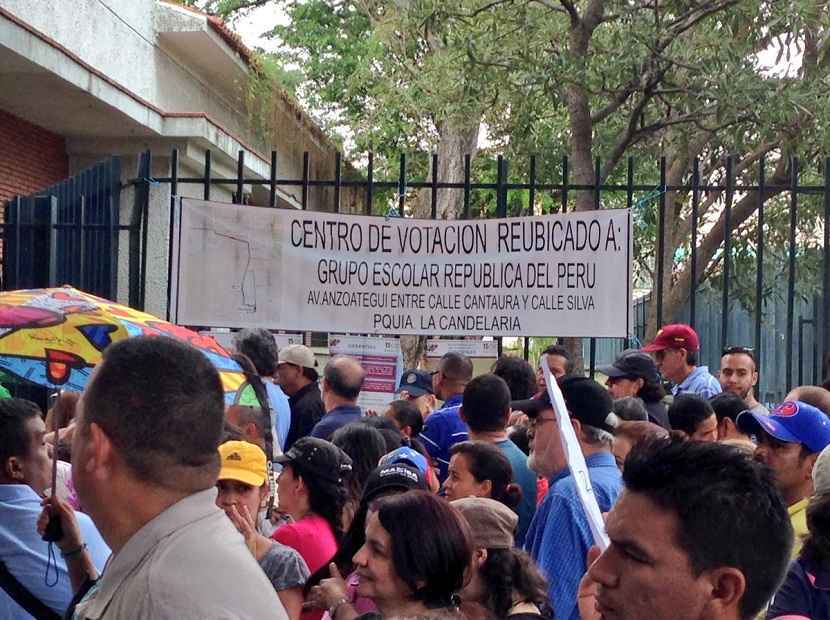 CENTRO DE VOTACION REUBICADO A:
GRUPO ESCOLAR REPUBLICA DEL PERU
AV.ANZOATEGUI ENTRE CALLE CANTAURA Y CALLE SILVA
PQUIA. LA CANDELARIA